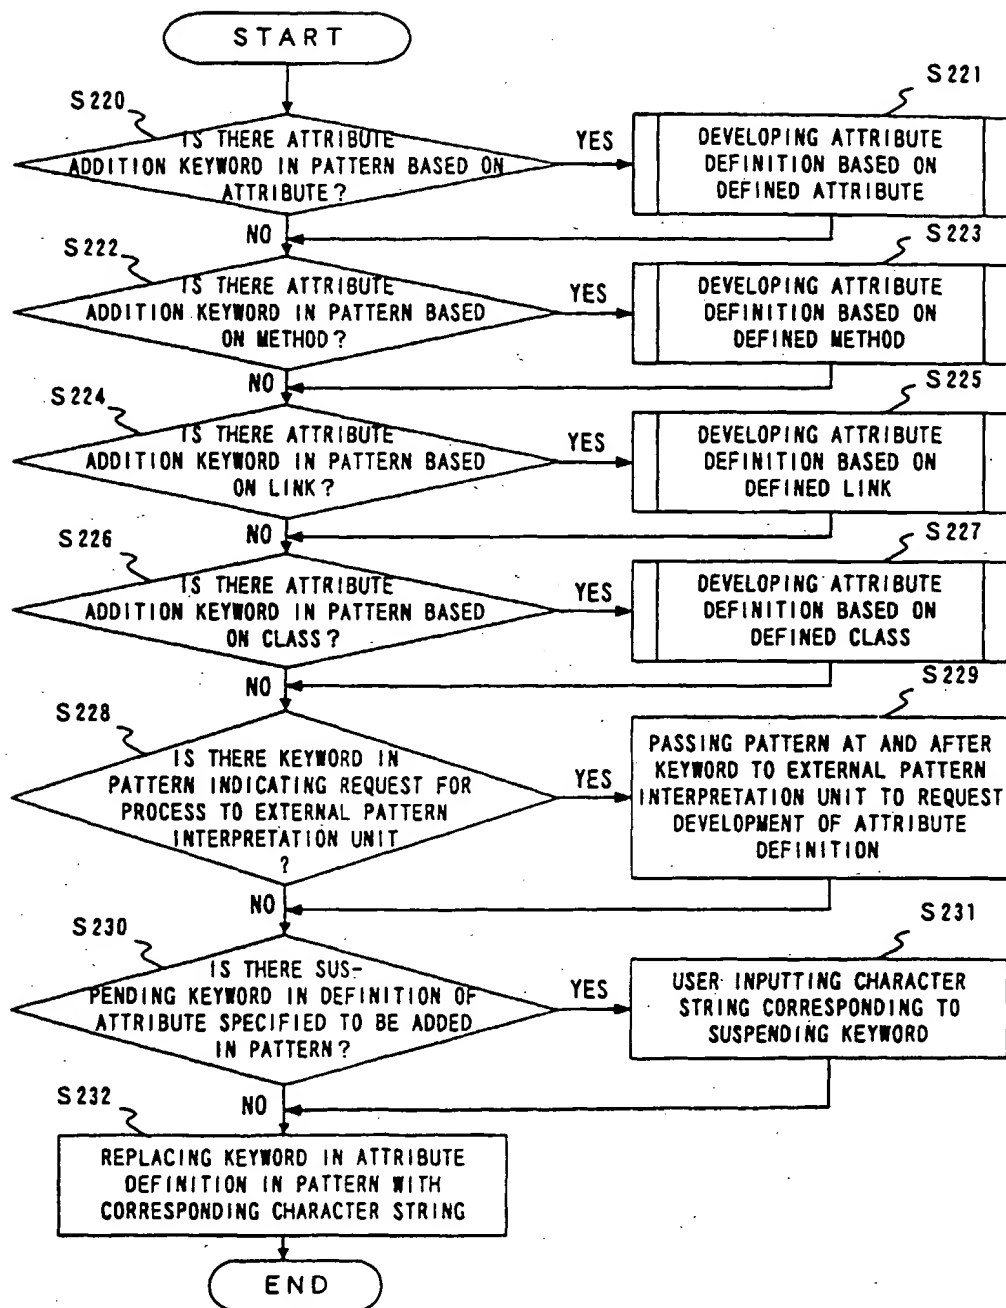 START
S220
IS THERE ATTRIBUTE
ADDITION KEYWORD IN PATTERN BASED ON
ATTRIBUTE?
YES
S221
DEVELOPING ATTRIBUTE
DEFINITION BASED ON
DEFINED ATTRIBUTE
NO
S222
IS THERE ATTRIBUTE
ADDITION KEYWORD IN PATTERN BASED
ON METHOD?
YES
S223
DEVELOPING ATTRIBUTE
DEFINITION BASED ON
DEFINED METHOD
NO
S224
IS THERE ATTRIBUTE
ADDITION KEYWORD IN PATTERN BASED
ON LINK?
YES
S225
DEVELOPING ATTRIBUTE
DEFINITION BASED ON
DEFINED LINK
NO
S226
IS THERE ATTRIBUTE
ADDITION KEYWORD IN PATTERN BASED
ON CLASS?
YES
S227
DEVELOPING ATTRIBUTE
DEFINITION BASED ON
DEFINED CLASS
NO
S228
IS THERE KEYWORD IN
PATTERN INDICATING REQUEST FOR
PROCESS TO EXTERNAL PATTERN
INTERPRETATION UNIT
?
YES
S229
PASSING PATTERN AT AND AFTER
KEYWORD TO EXTERNAL PATTERN
INTERPRETATION UNIT TO REQUEST
DEVELOPMENT OF ATTRIBUTE
DEFINITION
NO
S230
IS THERE SUS-
PENDING KEYWORD IN DEFINITION OF
ATTRIBUTE SPECIFIED TO BE ADDED
IN PATTERN?
YES
S231
USER INPUTTING CHARACTER
STRING CORRESPONDING TO
SUSPENDING KEYWORD
NO
S232
REPLACING KEYWORD IN ATTRIBUTE
DEFINITION IN PATTERN WITH
CORRESPONDING CHARACTER STRING
END